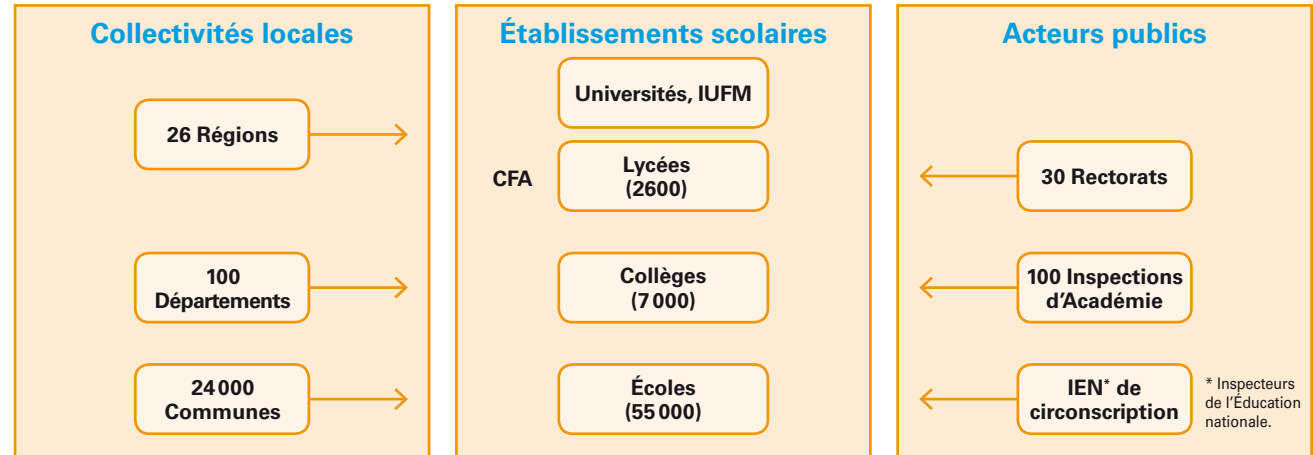 Collectivités locales
26 Régions
100
Départements
24 000
Communes
Établissements scolaires
Universités, IUFM
CFA
Lycées
(2600)
Collèges
(7 000)
Écoles
(55 000)
Acteurs publics
30 Rectorats
100 Inspections
d'Académie
IEN* de
circonscription
* Inspecteurs
de l'Éducation
nationale.